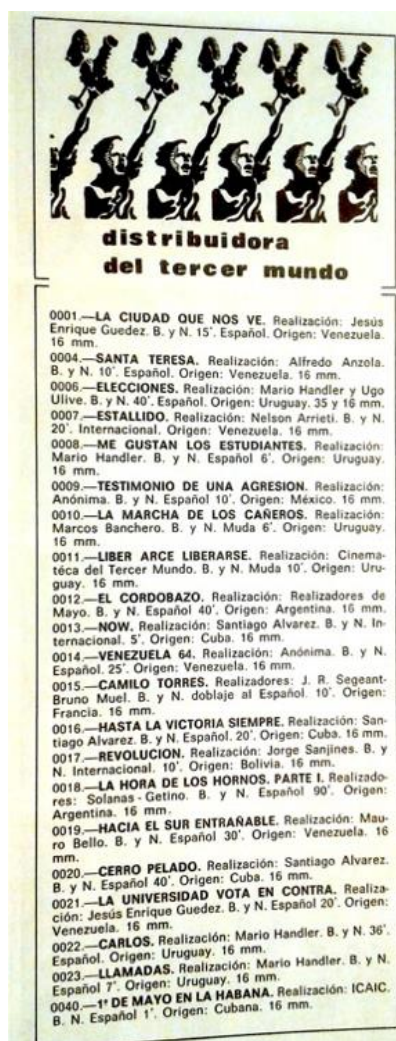 distribuidora
del tercer mundo
0001.—LA CIUDAD QUE NOS VE. Realización: Jesús
Enrique Guedez. B. y N. 15'. Español. Origen: Venezuela.
16 mm.
0004.—SANTA TERESA. Realización: Alfredo Anzola.
B. y N. 10'. Español. Origen: Venezuela. 16 mm.
0006.—ELECCIONES. Realización: Mario Handler y Ugo
Ulive. B. y N. 40'. Español. Origen: Uruguay. 35 y 16 mm.
0007.—ESTALLIDO. Realización: Nelson Arrieti. B. y N.
20'. Internacional. Origen: Venezuela. 16 mm.
0008.—ME GUSTAN LOS ESTUDIANTES. Realización:
Mario Handler. B. y N. Español 6'. Origen: Uruguay.
16 mm.
0009.—TESTIMONIO DE UNA AGRESION. Realización:
Anónima. B. y N. Español 10'. Origen: México. 16 mm.
0010.—LA MARCHA DE LOS CAÑEROS. Realización:
Marcos Banchero. B. y N. Muda 6'. Origen: Uruguay.
16 mm.
0011.—LIBER ARCE LIBERARSE. Realización: Cinema-
téca del Tercer Mundo. B. y N. Muda 10'. Origen: Uru-
guay. 16 mm.
0012.—EL CORDOBAZO. Realización: Realizadores de
Mayo. B. y N. Español 40'. Origen: Argentina. 16 mm.
0013.—NOW. Realización: Santiago Alvarez. B. y N. In-
ternacional. 5'. Origen: Cuba. 16 mm.
0014.—VENEZUELA 64. Realización: Anónima. B. y N.
Español. 25'. Origen: Venezuela. 16 mm.
0015.—CAMILO TORRES. Realizadores: J. R. Segeant-
Bruno Muel. B. y N. doblaje al Español. 10'. Origen:
Francia. 16 mm.
0016.—HASTA LA VICTORIA SIEMPRE. Realización: San-
tiago Alvarez. B. y N. Español. 20'. Origen: Cuba. 16 mm.
0017.—REVOLUCION. Realización: Jorge Sanjines. B. y
N. Internacional. 10'. Origen: Bolivia. 16 mm.
0018.—LA HORA DE LOS HORNOS. PARTE I. Realizado-
res: Solanas - Getino. B. y N. Español 90'. Origen:
Argentina. 16 mm.
0019.—HACIA EL SUR ENTRAÑABLE. Realización: Mau-
ro Bello. B. y N. Español 30'. Origen: Venezuela. 16
mm.
0020.—CERRO PELADO. Realización: Santiago Alvarez.
B. y N. Español 40'. Origen: Cuba. 16 mm.
0021.—LA UNIVERSIDAD VOTA EN CONTRA. Realiza-
ción: Jesús Enrique Guedez. B. y N. Español 20'. Origen:
Venezuela. 16 mm.
0022.—CARLOS. Realización: Mario Handler. B. y N. 36'.
Español. Origen: Uruguay. 16 mm.
0023.—LLAMADAS. Realización: Mario Handler. B. y N.
Español 7'. Origen: Uruguay. 16 mm.
0040.—1º DE MAYO EN LA HABANA. Realización: ICAIC.
B. N. Español 1'. Origen: Cubana. 16 mm.